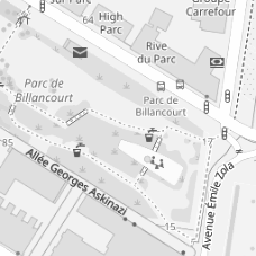 64
High
Parc
Groupe
Carrefour
Rive
du Parc
Parc de
Billancourt
Parc de
Billancourt
85
1
Allée Georges Askinazi
15
Avenue Émile Zola